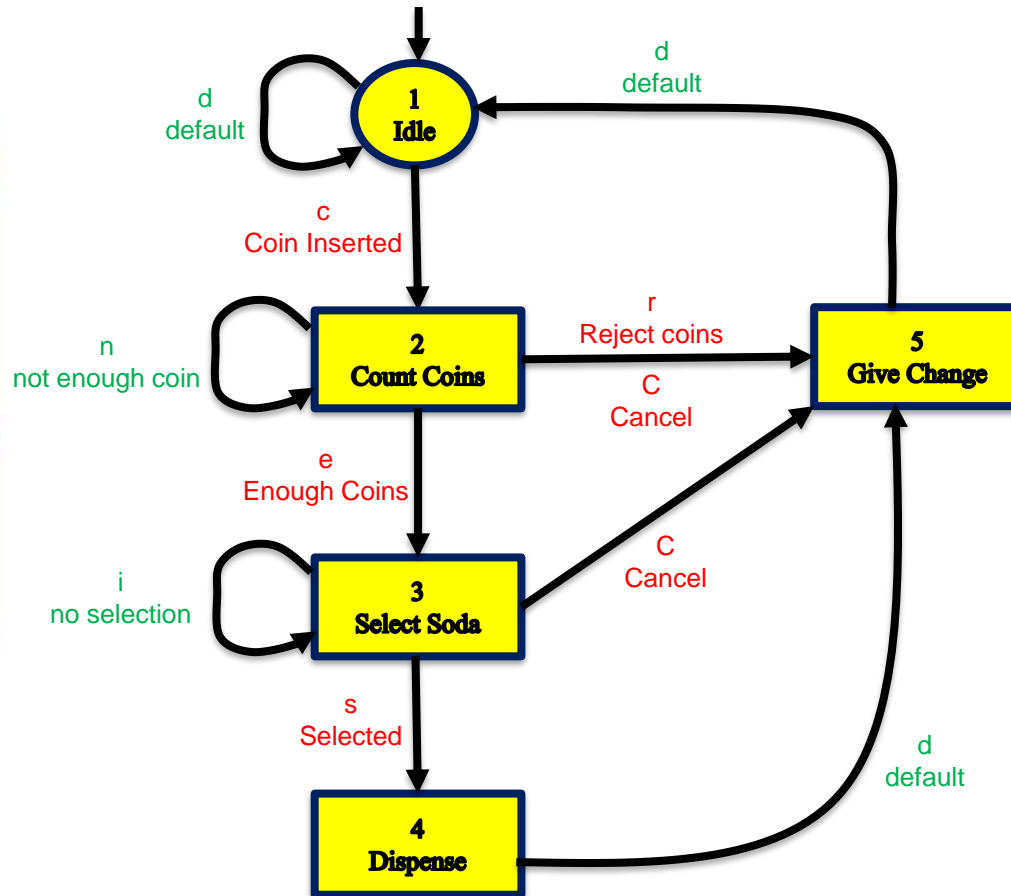 d
default
1
Idle
d
default
c
Coin Inserted
n
not enough coin
2
Count Coins
r
Reject coins
C
Cancel
5
Give Change
e
Enough Coins
i
no selection
3
Select Soda
C
Cancel
s
Selected
d
default
4
Dispense